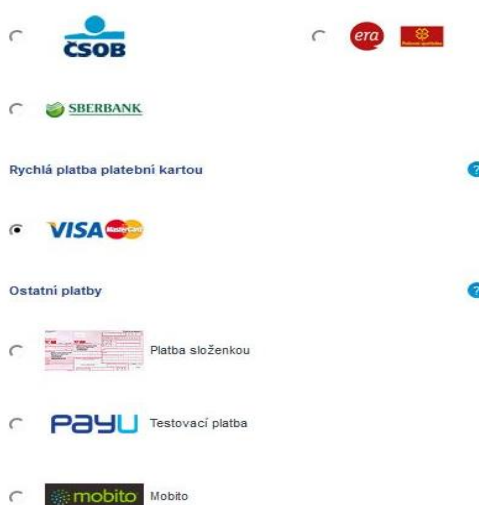 ČSOB
era
SBERBANK
Rychlá platba platební kartou
?
VISA MasterCard
Ostatní platby
?
Platba složenkou
PayU Testovací platba
mobito Mobito